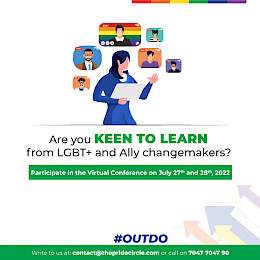 Are you KEEN TO LEARN
from LGBT+ and Ally changemakers?
Participate in the Virtual Conference on July 27th and 28th, 2022
#OUTDO
Write to us at: contact@thepridecircle.com or call on 7047 7047 90